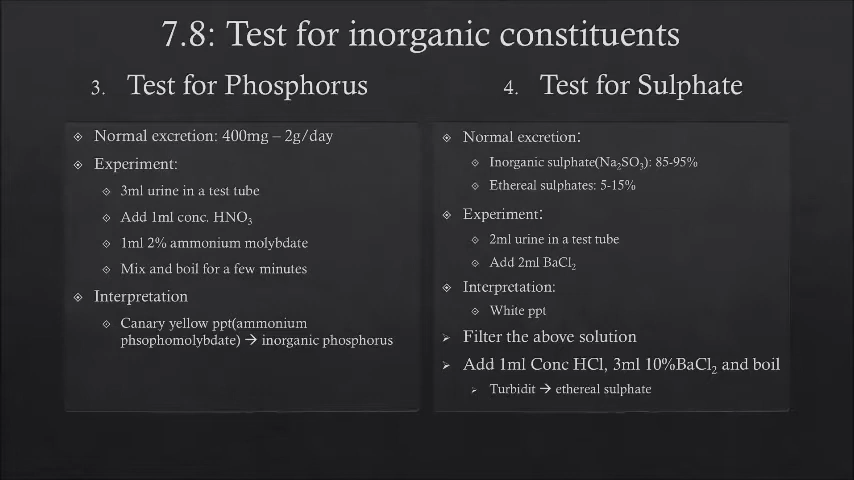 7.8: Test for inorganic constituents
3. Test for Phosphorus
Normal excretion: 400mg – 2g/day
Experiment:
3ml urine in a test tube
Add 1ml conc. HNO₃
1ml 2% ammonium molybdate
Mix and boil for a few minutes
Interpretation
Canary yellow ppt(ammonium
phsophomolybdate) → inorganic phosphorus
4. Test for Sulphate
Normal excretion:
Inorganic sulphate(Na₂SO₃): 85-95%
Ethereal sulphates: 5-15%
Experiment:
2ml urine in a test tube
Add 2ml BaCl₂
Interpretation:
White ppt
Filter the above solution
Add 1ml Conc HCl, 3ml 10%BaCl₂ and boil
Turbidit → ethereal sulphate